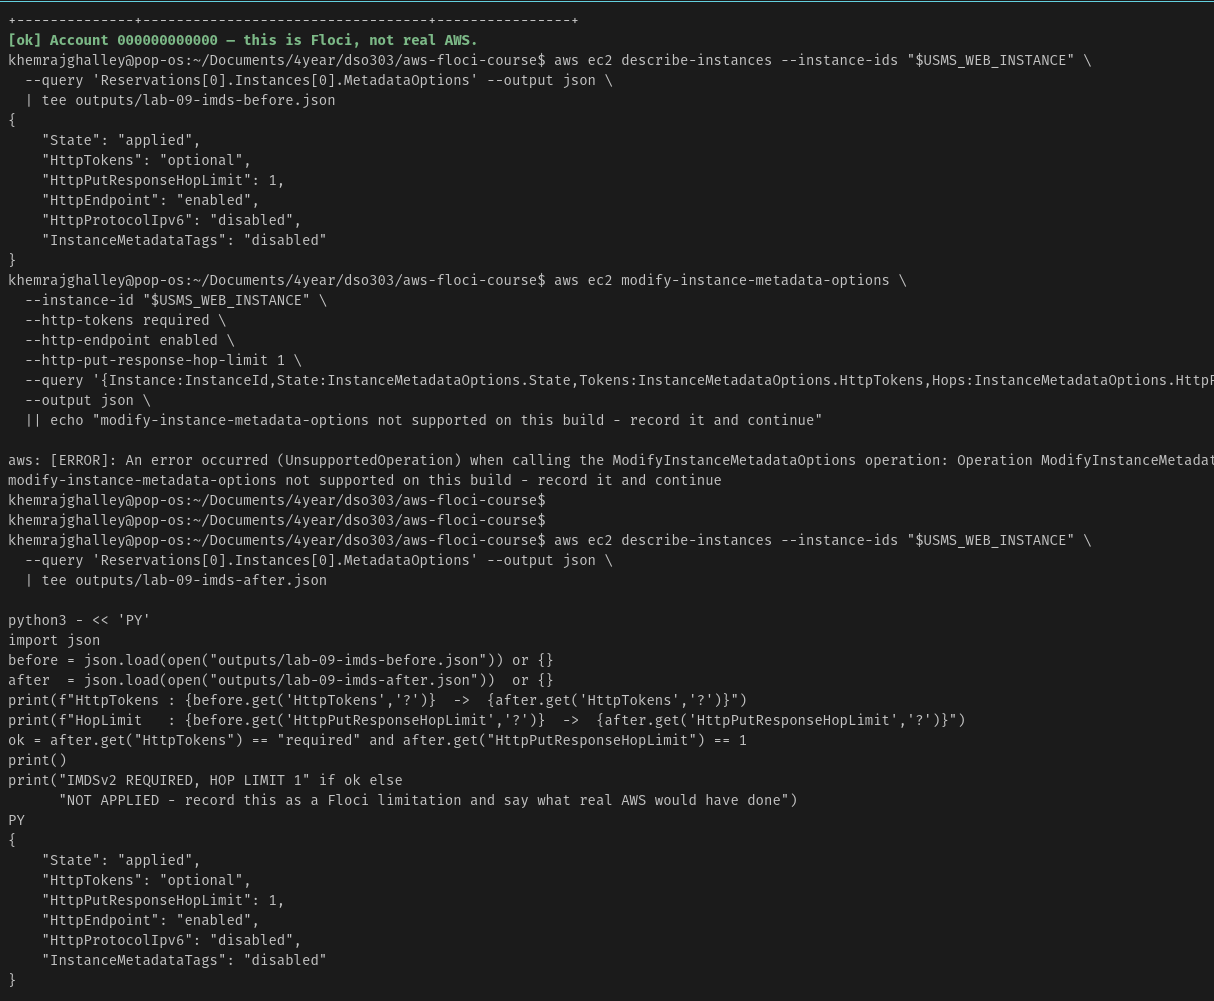 +--------------+----------------------------------+----------------+
[ok] Account 000000000000 — this is Floci, not real AWS.
khemrajghalley@pop-os:~/Documents/4year/dso303/aws-floci-course$ aws ec2 describe-instances --instance-ids "$USMS_WEB_INSTANCE" \
  --query 'Reservations[0].Instances[0].MetadataOptions' --output json \
  | tee outputs/lab-09-imds-before.json
{
    "State": "applied",
    "HttpTokens": "optional",
    "HttpPutResponseHopLimit": 1,
    "HttpEndpoint": "enabled",
    "HttpProtocolIpv6": "disabled",
    "InstanceMetadataTags": "disabled"
}
khemrajghalley@pop-os:~/Documents/4year/dso303/aws-floci-course$ aws ec2 modify-instance-metadata-options \
  --instance-id "$USMS_WEB_INSTANCE" \
  --http-tokens required \
  --http-endpoint enabled \
  --http-put-response-hop-limit 1 \
  --query '{Instance:InstanceId,State:InstanceMetadataOptions.State,Tokens:InstanceMetadataOptions.HttpTokens,Hops:InstanceMetadataOptions.HttpP
  --output json \
  || echo "modify-instance-metadata-options not supported on this build - record it and continue"

aws: [ERROR]: An error occurred (UnsupportedOperation) when calling the ModifyInstanceMetadataOptions operation: Operation ModifyInstanceMetadat
modify-instance-metadata-options not supported on this build - record it and continue
khemrajghalley@pop-os:~/Documents/4year/dso303/aws-floci-course$
khemrajghalley@pop-os:~/Documents/4year/dso303/aws-floci-course$
khemrajghalley@pop-os:~/Documents/4year/dso303/aws-floci-course$ aws ec2 describe-instances --instance-ids "$USMS_WEB_INSTANCE" \
  --query 'Reservations[0].Instances[0].MetadataOptions' --output json \
  | tee outputs/lab-09-imds-after.json

python3 - << 'PY'
import json
before = json.load(open("outputs/lab-09-imds-before.json")) or {}
after  = json.load(open("outputs/lab-09-imds-after.json"))  or {}
print(f"HttpTokens : {before.get('HttpTokens','?')}  ->  {after.get('HttpTokens','?')}")
print(f"HopLimit   : {before.get('HttpPutResponseHopLimit','?')}  ->  {after.get('HttpPutResponseHopLimit','?')}")
ok = after.get("HttpTokens") == "required" and after.get("HttpPutResponseHopLimit") == 1
print()
print("IMDSv2 REQUIRED, HOP LIMIT 1" if ok else
      "NOT APPLIED - record this as a Floci limitation and say what real AWS would have done")
PY
{
    "State": "applied",
    "HttpTokens": "optional",
    "HttpPutResponseHopLimit": 1,
    "HttpEndpoint": "enabled",
    "HttpProtocolIpv6": "disabled",
    "InstanceMetadataTags": "disabled"
}